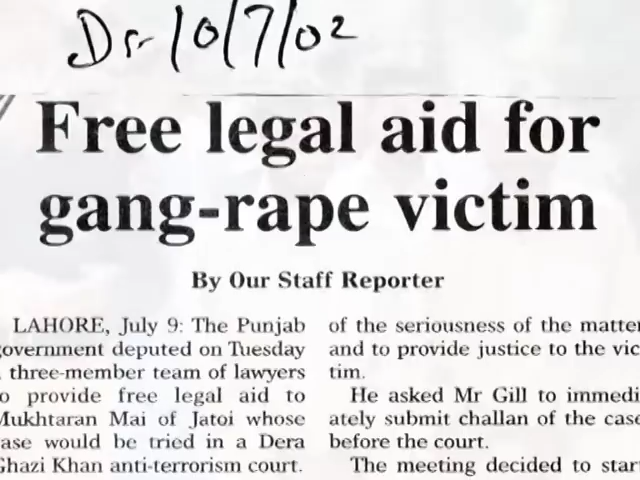 Dr- 10/7/02
Free legal aid for
gang-rape victim
By Our Staff Reporter
LAHORE, July 9: The Punjab
overnment deputed on Tuesday
three-member team of lawyers
o provide free legal aid to
Mukhtaran Mai of Jatoi whose
ase would be tried in a Dera
Ghazi Khan anti-terrorism court.
of the seriousness of the matter
and to provide justice to the vic-
tim.
He asked Mr Gill to immedi
ately submit challan of the case
before the court.
The meeting decided to start